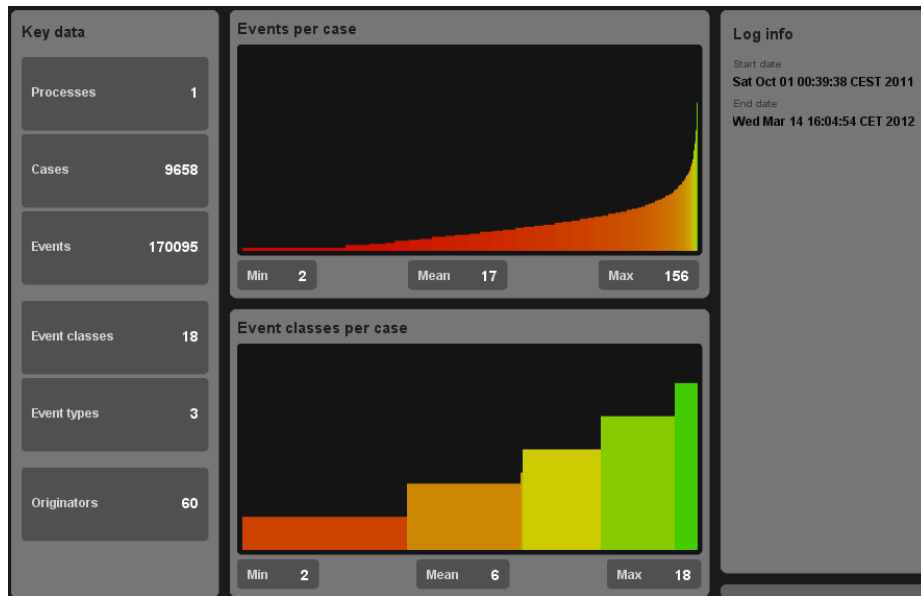 Key data
Processes 1
Cases 9658
Events 170095
Event classes 18
Event types 3
Originators 60
Events per case
Min 2 Mean 17 Max 156
Event classes per case
Min 2 Mean 6 Max 18
Log info
Start date
Sat Oct 01 00:39:38 CEST 2011
End date
Wed Mar 14 16:04:54 CET 2012